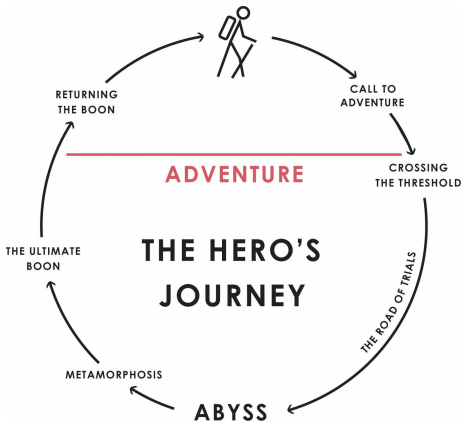 CALL TO
ADVENTURE
CROSSING
THE THRESHOLD
THE ROAD OF TRIALS
ABYSS
METAMORPHOSIS
THE ULTIMATE
BOON
RETURNING
THE BOON
ADVENTURE
THE HERO'S
JOURNEY